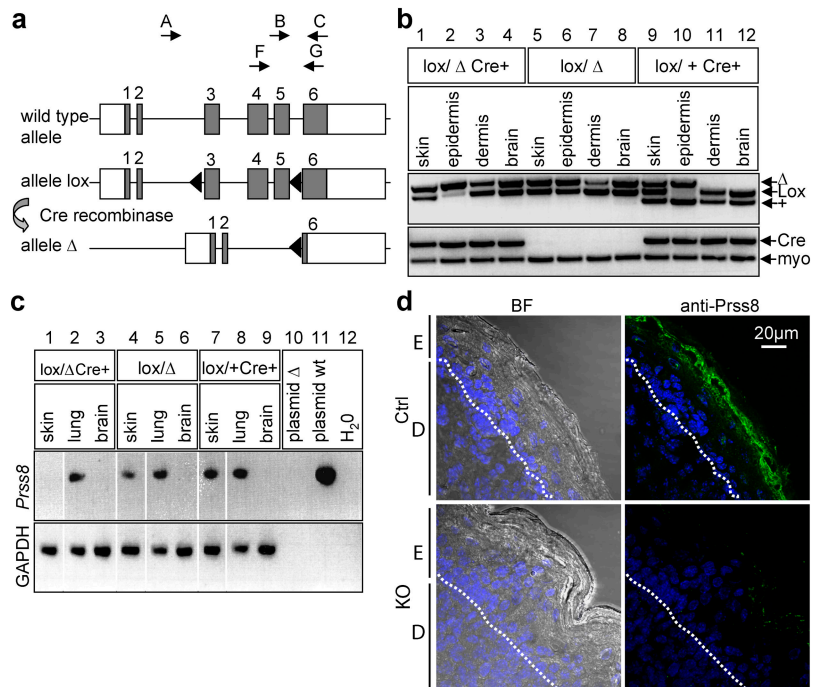 a
A
B
C
F
G
1 2 3 4 5 6
wild type
allele
1 2 3 4 5 6
allele lox
Cre recombinase
1 2 6
allele Δ
b
1 2 3 4 5 6 7 8 9 10 11 12
lox/ Δ Cre+ lox/ Δ lox/ + Cre+
skin epidermis dermis brain skin epidermis dermis brain skin epidermis dermis brain
Δ
Lox
+
Cre
myo
c
1 2 3 4 5 6 7 8 9 10 11 12
lox/ΔCre+ lox/Δ lox/+Cre+
skin lung brain skin lung brain skin lung brain plasmid Δ plasmid wt H₂0
Prss8
GAPDH
d
BF anti-Prss8
20μm
Ctrl
E
D
KO
E
D